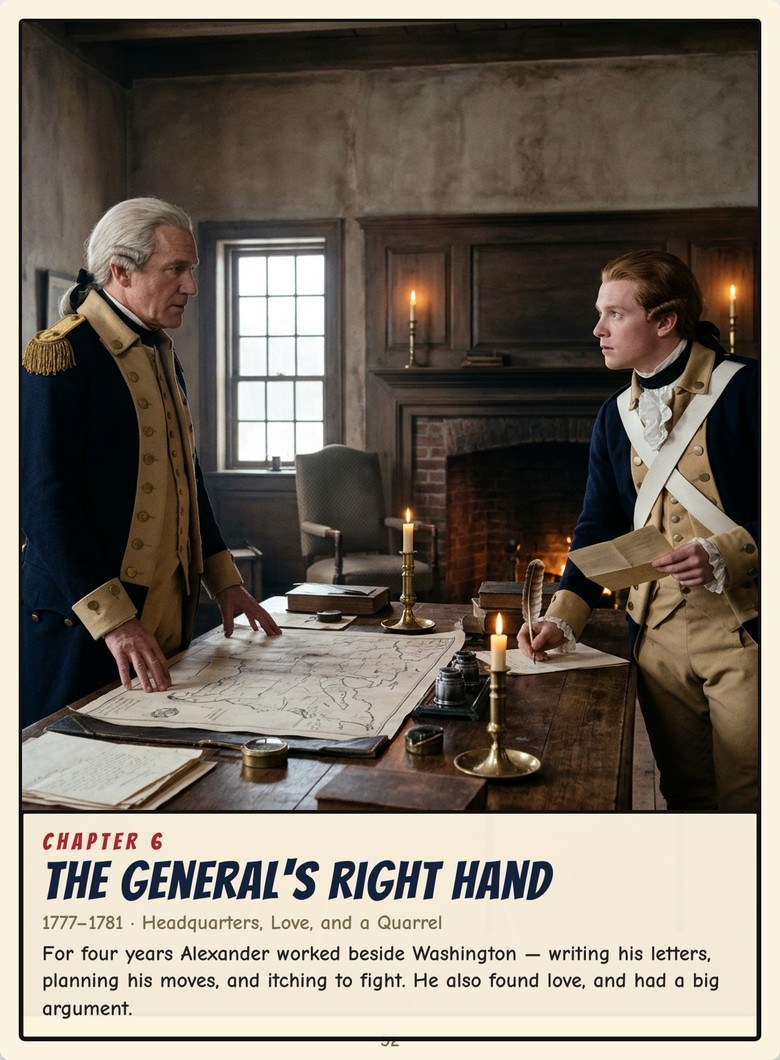 CHAPTER 6
THE GENERAL'S RIGHT HAND
1777–1781 · Headquarters, Love, and a Quarrel
For four years Alexander worked beside Washington — writing his letters,
planning his moves, and itching to fight. He also found love, and had a big
argument.